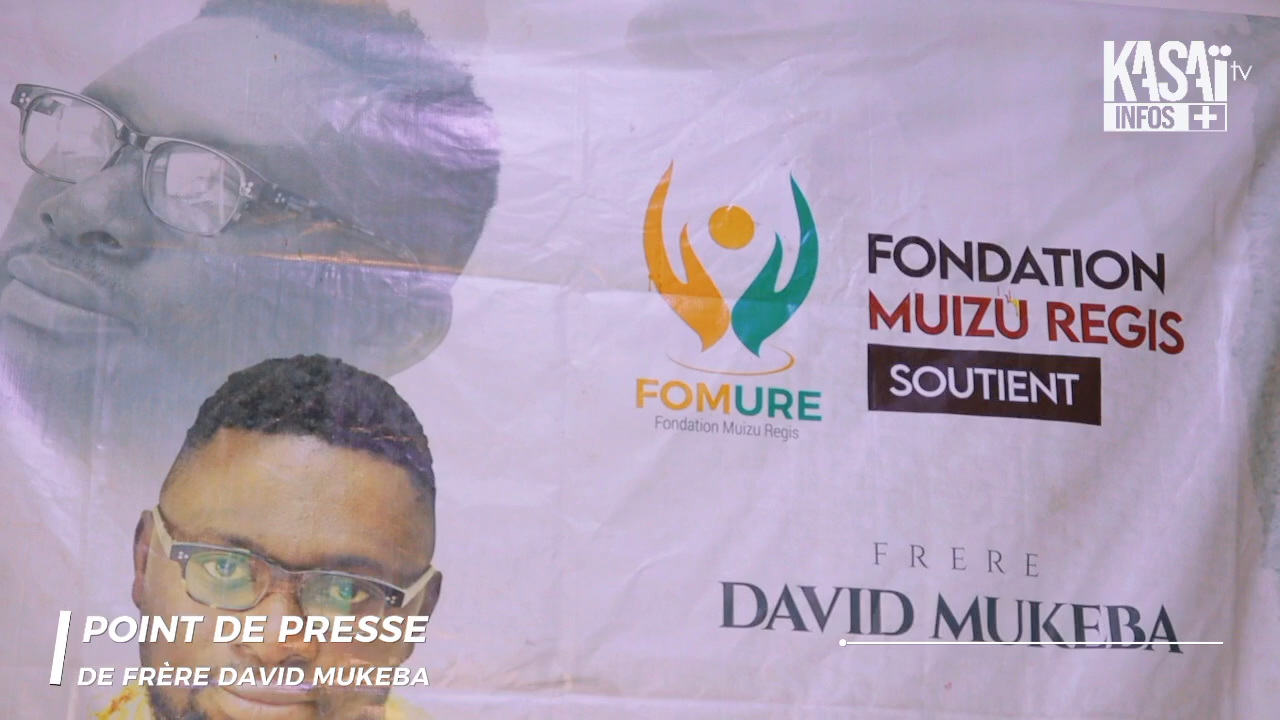 KASAÏ tv
INFOS +
FOMURE
Fondation Muizu Regis
FONDATION
MUIZU REGIS
SOUTIENT
FRERE
DAVID MUKEBA
POINT DE PRESSE
DE FRÈRE DAVID MUKEBA